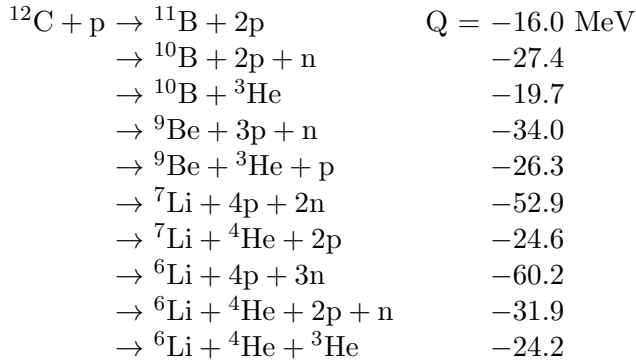 ¹²C + p → ¹¹B + 2p Q = −16.0 MeV
→ ¹⁰B + 2p + n −27.4
→ ¹⁰B + ³He −19.7
→ ⁹Be + 3p + n −34.0
→ ⁹Be + ³He + p −26.3
→ ⁷Li + 4p + 2n −52.9
→ ⁷Li + ⁴He + 2p −24.6
→ ⁶Li + 4p + 3n −60.2
→ ⁶Li + ⁴He + 2p + n −31.9
→ ⁶Li + ⁴He + ³He −24.2